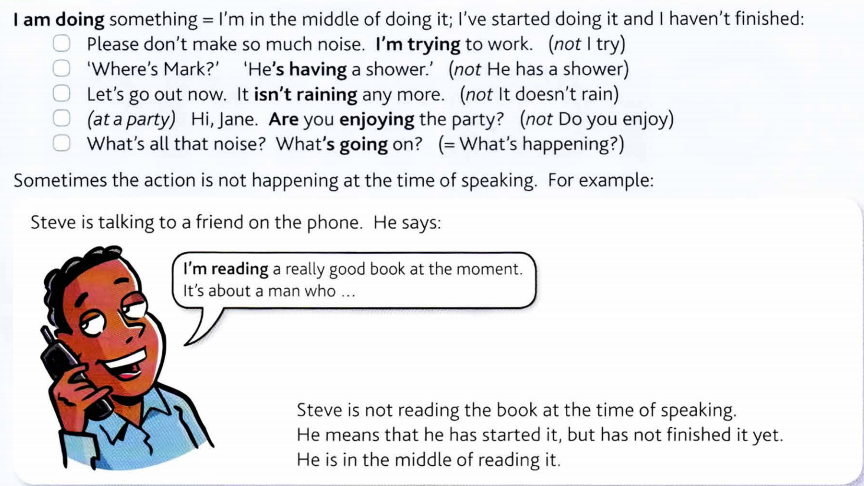 I am doing something = I'm in the middle of doing it; I've started doing it and I haven't finished:
Please don't make so much noise. I'm trying to work. (not I try)
‘Where's Mark?’ ‘He's having a shower.’ (not He has a shower)
Let's go out now. It isn't raining any more. (not It doesn't rain)
(at a party) Hi, Jane. Are you enjoying the party? (not Do you enjoy)
What's all that noise? What's going on? (= What's happening?)
Sometimes the action is not happening at the time of speaking. For example:
Steve is talking to a friend on the phone. He says:
I'm reading a really good book at the moment.
It's about a man who ...
Steve is not reading the book at the time of speaking.
He means that he has started it, but has not finished it yet.
He is in the middle of reading it.